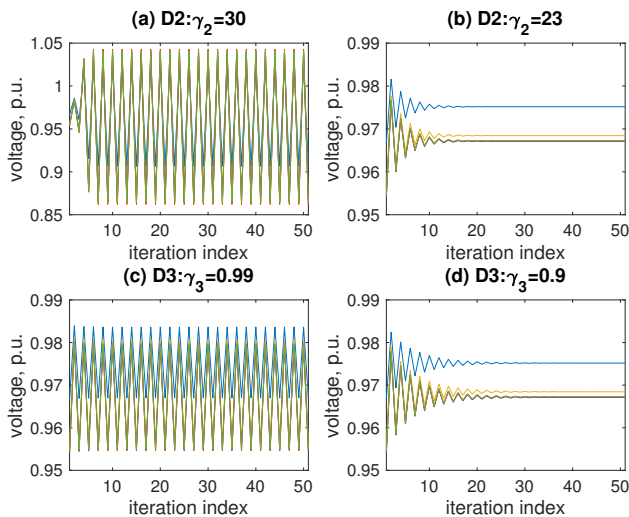 (a) D2:γ2=30
(b) D2:γ2=23
1.05
1
0.95
0.9
0.85
voltage, p.u.
10 20 30 40 50
iteration index
0.99
0.98
0.97
0.96
0.95
voltage, p.u.
10 20 30 40 50
iteration index
(c) D3:γ3=0.99
(d) D3:γ3=0.9
0.99
0.98
0.97
0.96
0.95
voltage, p.u.
10 20 30 40 50
iteration index
0.99
0.98
0.97
0.96
0.95
voltage, p.u.
10 20 30 40 50
iteration index